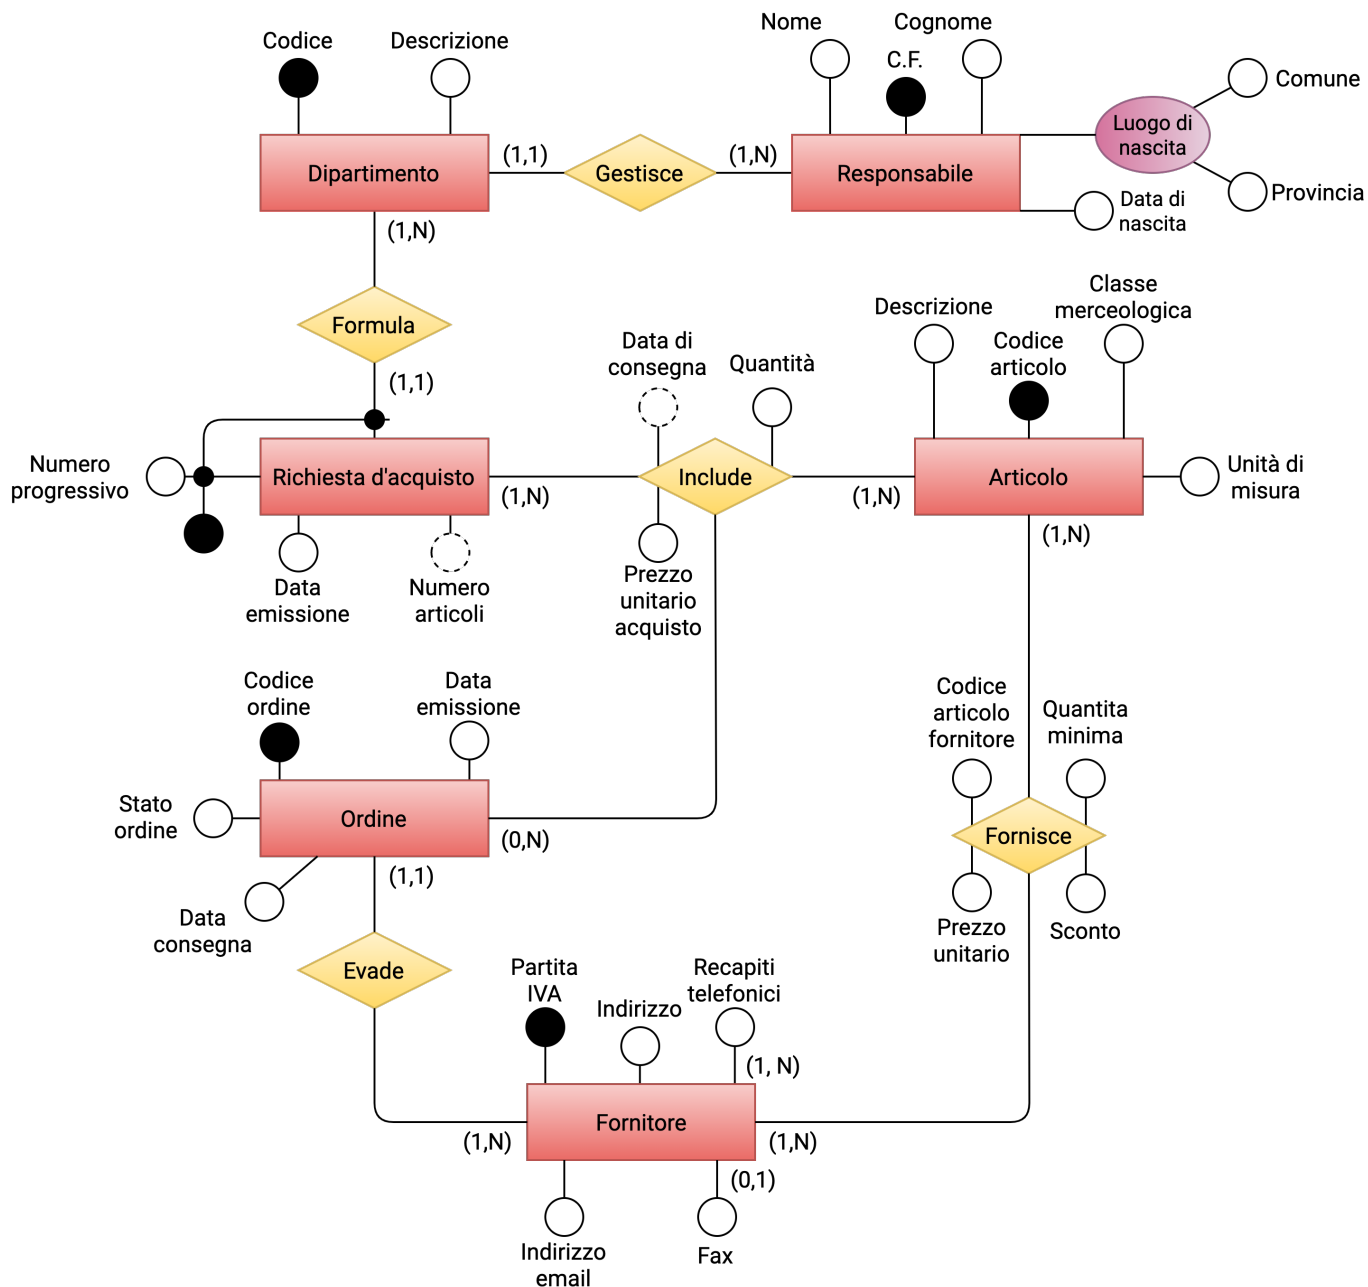 Nome
Cognome
Codice
Descrizione
C.F.
Comune
Luogo di
nascita
Dipartimento
(1,1)
Gestisce
(1,N)
Responsabile
Provincia
Data di
nascita
(1,N)
Formula
(1,1)
Descrizione
Classe
merceologica
Codice
articolo
Data di
consegna
Quantità
Numero
progressivo
Richiesta d'acquisto
(1,N)
Include
(1,N)
Articolo
Unità di
misura
(1,N)
Data
emissione
Numero
articoli
Prezzo
unitario
acquisto
Codice
ordine
Data
emissione
Codice
articolo
fornitore
Quantita
minima
Stato
ordine
Ordine
(0,N)
Fornisce
(1,1)
Data
consegna
Prezzo
unitario
Sconto
Evade
Partita
IVA
Indirizzo
Recapiti
telefonici
(1, N)
(1,N)
Fornitore
(1,N)
(0,1)
Indirizzo
email
Fax